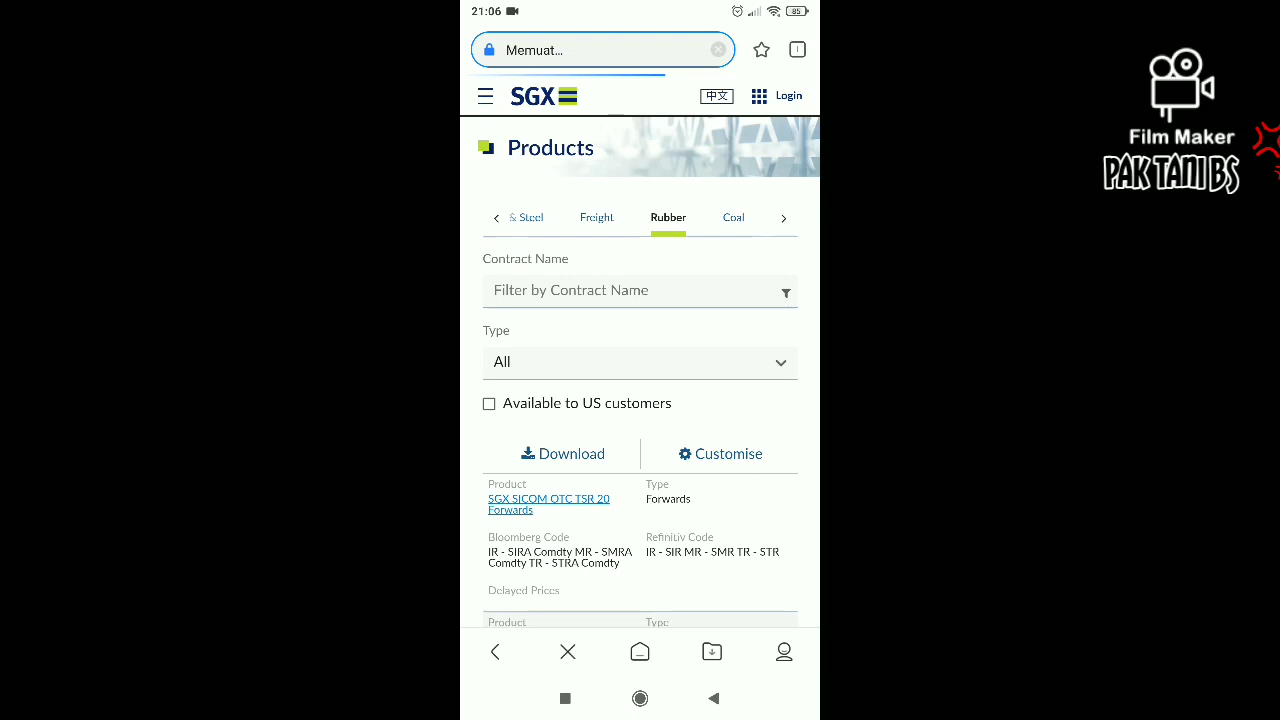 21:06
85
Memuat...
SGX
中文
Login
Products
& Steel
Freight
Rubber
Coal
Contract Name
Filter by Contract Name
Type
All
Available to US customers
Download
Customise
Product
Type
SGX SICOM OTC TSR 20
Forwards
Forwards
Bloomberg Code
Refinitiv Code
IR - SIRA Comdty MR - SMRA
Comdty TR - STRA Comdty
IR - SIR MR - SMR TR - STR
Delayed Prices
Product
Type
Film Maker
PAK TANI BS